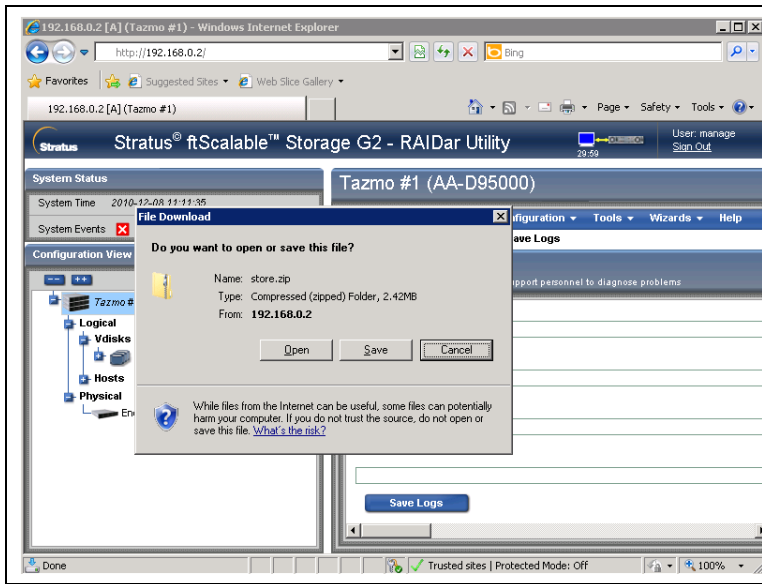 192.168.0.2 [A] (Tazmo #1) - Windows Internet Explorer
http://192.168.0.2/
Bing
Favorites
Suggested Sites
Web Slice Gallery
192.168.0.2 [A] (Tazmo #1)
Page
Safety
Tools
Stratus
Stratus© ftScalable™ Storage G2 - RAIDar Utility
29:59
User: manage
Sign Out
System Status
System Time 2010-12-08 11:11:35
System Events
Configuration View
Tazmo #
Logical
Vdisks
Hosts
Physical
En
Tazmo #1 (AA-D95000)
figuration
Tools
Wizards
Help
ave Logs
pport personnel to diagnose problems
File Download
Do you want to open or save this file?
Name: store.zip
Type: Compressed (zipped) Folder, 2.42MB
From: 192.168.0.2
Open
Save
Cancel
While files from the Internet can be useful, some files can potentially
harm your computer. If you do not trust the source, do not open or
save this file. What's the risk?
Save Logs
Done
Trusted sites | Protected Mode: Off
100%